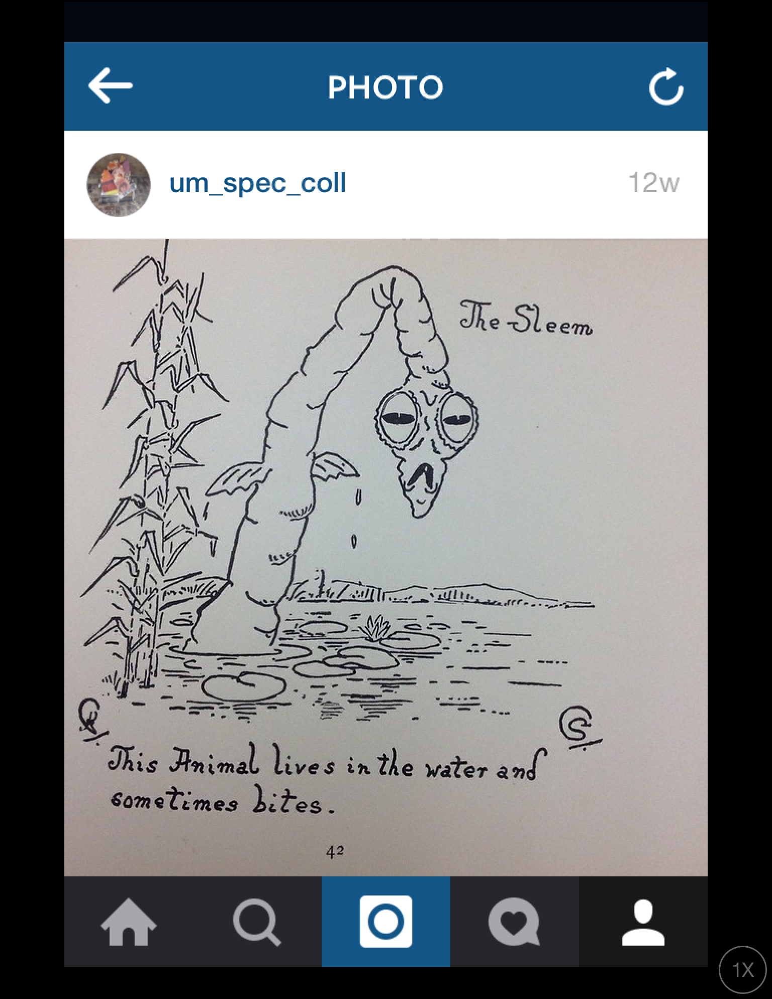 PHOTO
um_spec_coll
12w
The Sleem
This Animal lives in the water and
sometimes bites.
42
1X